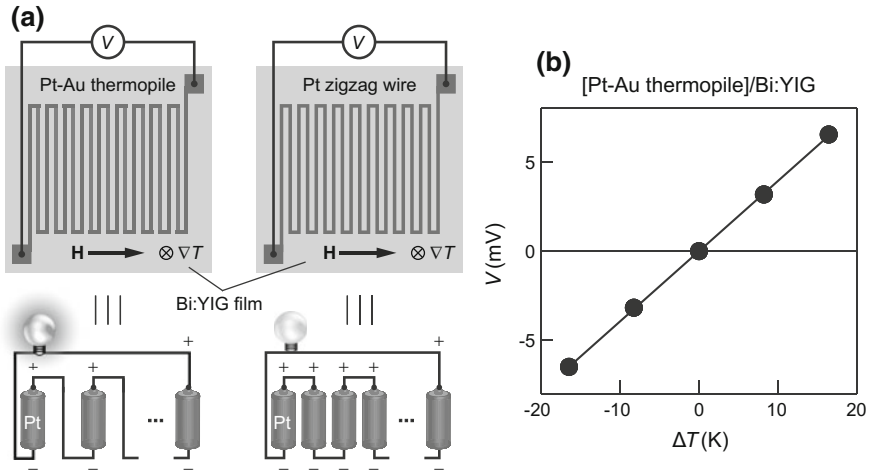 (a)
V
V
Pt-Au thermopile
Pt zigzag wire
H ⊗ ∇T
H ⊗ ∇T
Bi:YIG film
+ + +
+ + + + +
Pt
...
Pt
...
– – –
– – – – –
(b)
[Pt-Au thermopile]/Bi:YIG
V (mV)
5
0
-5
-20
-10
0
10
20
ΔT (K)